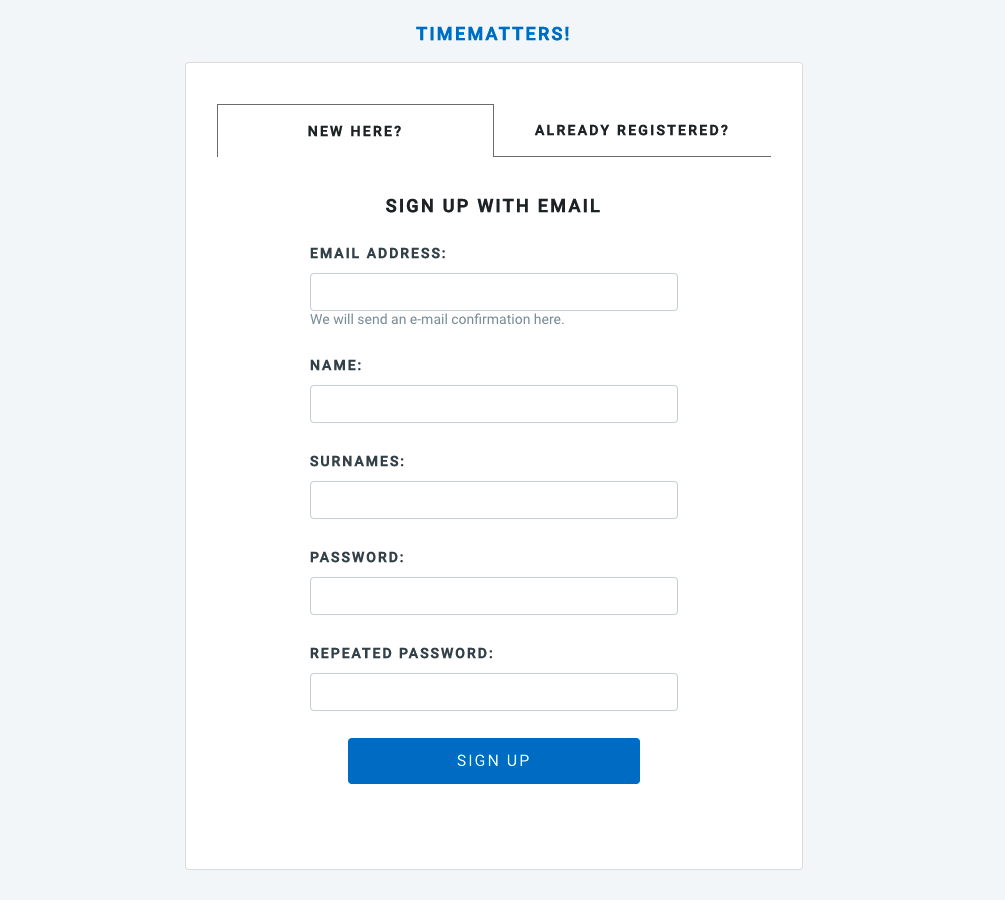 TIMEMATTERS!
NEW HERE?
ALREADY REGISTERED?
SIGN UP WITH EMAIL
EMAIL ADDRESS:
We will send an e-mail confirmation here.
NAME:
SURNAMES:
PASSWORD:
REPEATED PASSWORD:
SIGN UP